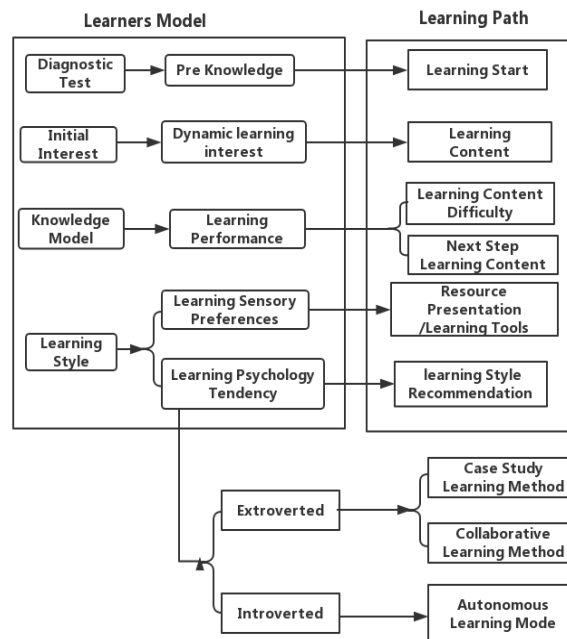 Learners Model
Learning Path
Diagnostic
Test
Pre Knowledge
Learning Start
Initial
Interest
Dynamic learning
interest
Learning
Content
Knowledge
Model
Learning
Performance
Learning Content
Difficulty
Next Step
Learning Content
Learning
Style
Learning Sensory
Preferences
Resource
Presentation
/Learning Tools
Learning Psychology
Tendency
learning Style
Recommendation
Extroverted
Case Study
Learning Method
Collaborative
Learning Method
Introverted
Autonomous
Learning Mode